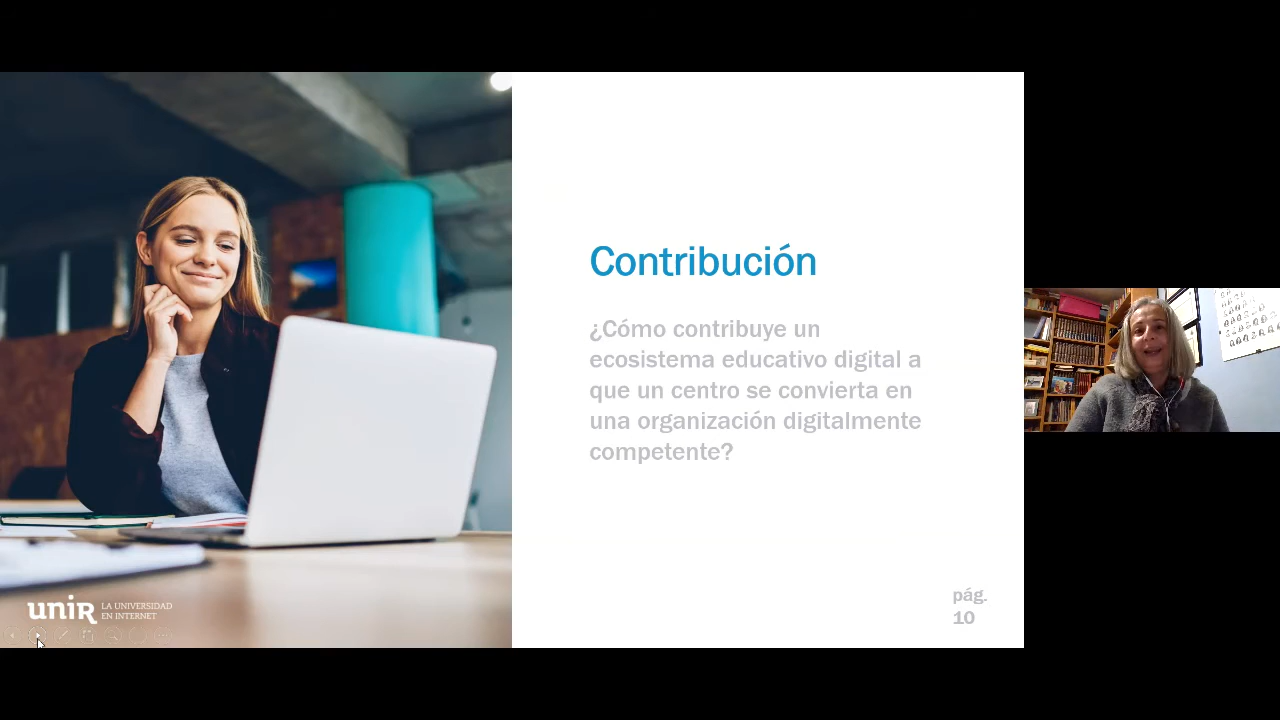 Contribución
¿Cómo contribuye un
ecosistema educativo digital a
que un centro se convierta en
una organización digitalmente
competente?
pág.
10
unir
LA UNIVERSIDAD
EN INTERNET